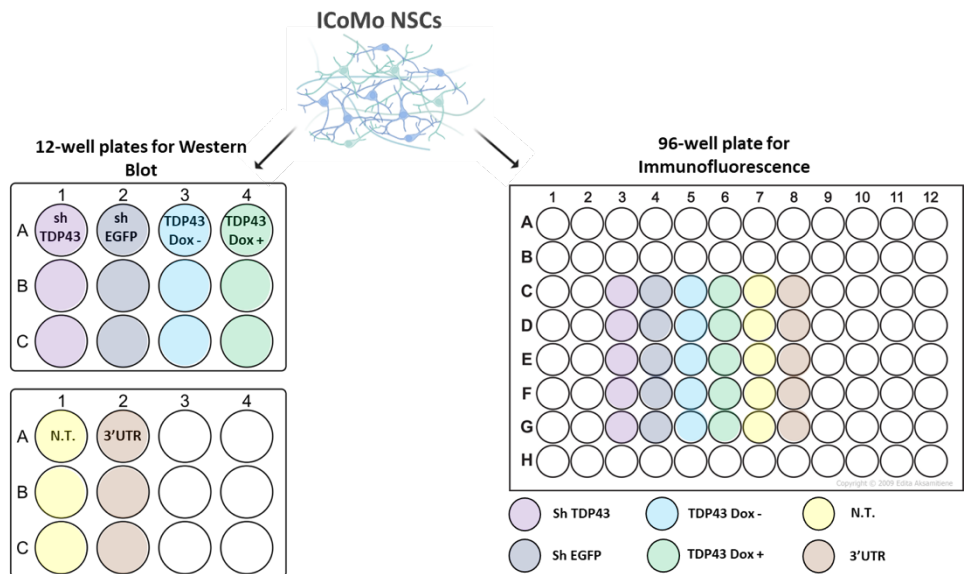 ICoMo NSCs
12-well plates for Western
Blot
1 2 3 4
A
sh
TDP43
sh
EGFP
TDP43
Dox -
TDP43
Dox +
B
C
1 2 3 4
A
N.T.
3'UTR
B
C
96-well plate for
Immunofluorescence
1 2 3 4 5 6 7 8 9 10 11 12
A
B
C
D
E
F
G
H
Copyright © 2009 Edita Aksamitiene
Sh TDP43
TDP43 Dox -
N.T.
Sh EGFP
TDP43 Dox +
3'UTR